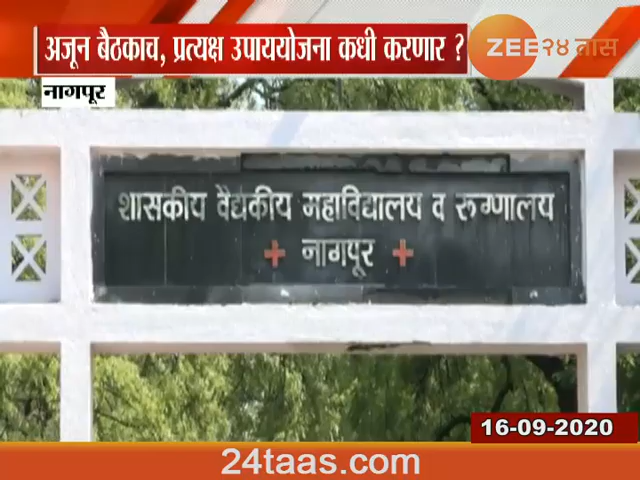 अजून बैठकाच, प्रत्यक्ष उपाययोजना कधी करणार ?
ZEE २४ तास
नागपूर
शासकीय वैद्यकीय महाविद्यालय व रुग्णालय
+ नागपूर +
16-09-2020
24taas.com